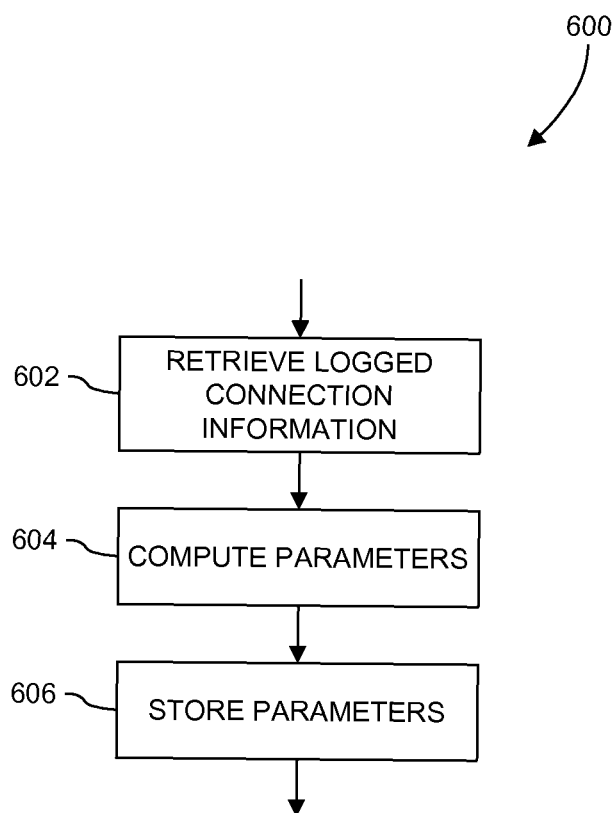 600
602
RETRIEVE LOGGED
CONNECTION
INFORMATION
604
COMPUTE PARAMETERS
606
STORE PARAMETERS